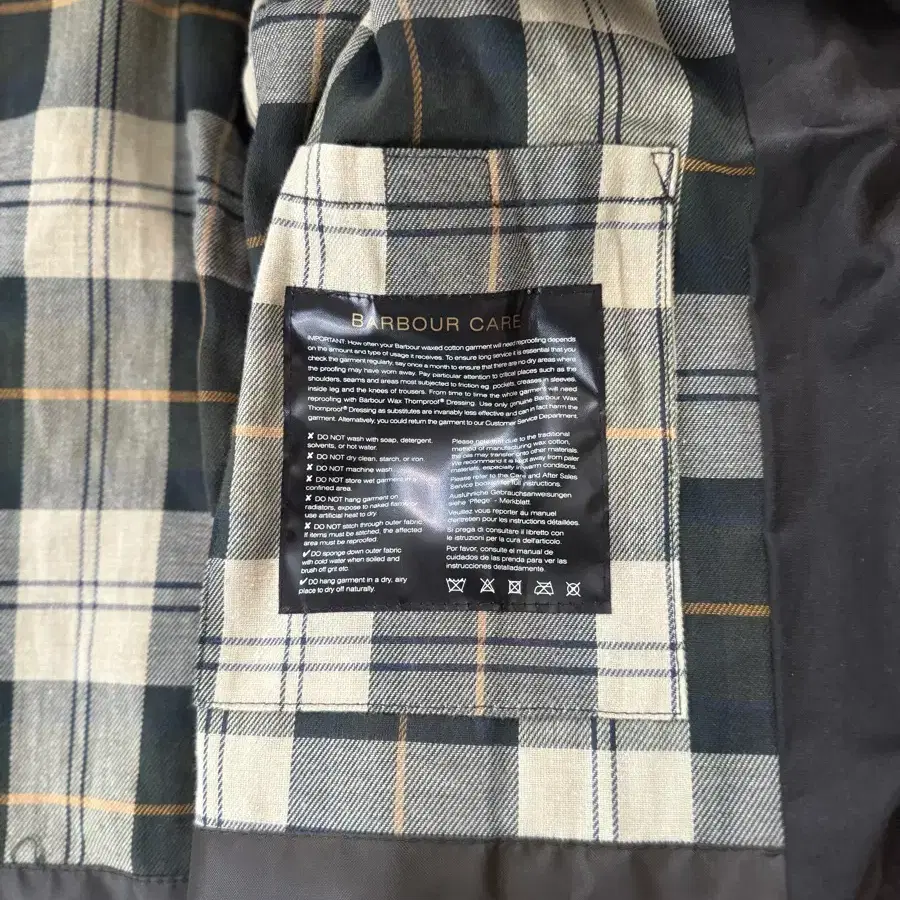 BARBOUR CARE
IMPORTANT: How often your Barbour waxed cotton garment will need reproofing depends
on the amount and type of usage it receives. To ensure long service it is essential that you
check the garment regularly, say once a month to ensure that there are no dry areas where
the proofing may have worn away. Pay particular attention to critical places such as the
shoulders, seams and areas most subjected to friction eg. pockets, creases in sleeves,
inside leg and the knees of trousers. From time to time the whole garment will need
reproofing with Barbour Wax Thornproof® Dressing. Use only genuine Barbour Wax
Thornproof® Dressing as substitutes are invariably less effective and can in fact harm the
garment. Alternatively, you could return the garment to our Customer Service Department.
✘ DO NOT wash with soap, detergent,
solvents, or hot water.
✘ DO NOT dry clean, starch, or iron.
✘ DO NOT machine wash.
✘ DO NOT store wet garment in a
confined area.
✘ DO NOT hang garment on
radiators, expose to naked flame
use artificial heat to dry.
✘ DO NOT stitch through outer fabric.
If items must be stitched, the affected
area must be reproofed.
✔ DO sponge down outer fabric
with cold water when soiled and
brush off grit etc.
✔ DO hang garment in a dry, airy
place to dry off naturally.
Please note that due to the traditional
method of manufacturing wax cotton,
the oils may transfer onto other materials.
We recommend it is kept away from paler
materials, especially in warm conditions.
Please refer to the Care and After Sales
Service booklet for full instructions.
Ausführliche Gebrauchsanweisungen
siehe 'Pflege' - Merkblatt.
Veuillez vous reporter au manuel
d'entretien pour les instructions détaillées.
Si prega di consultare il libretto con
le istruzioni per la cura dell'articolo.
Por favor, consulte el manual de
cuidados de las prenda para ver las
instrucciones detalladamente.